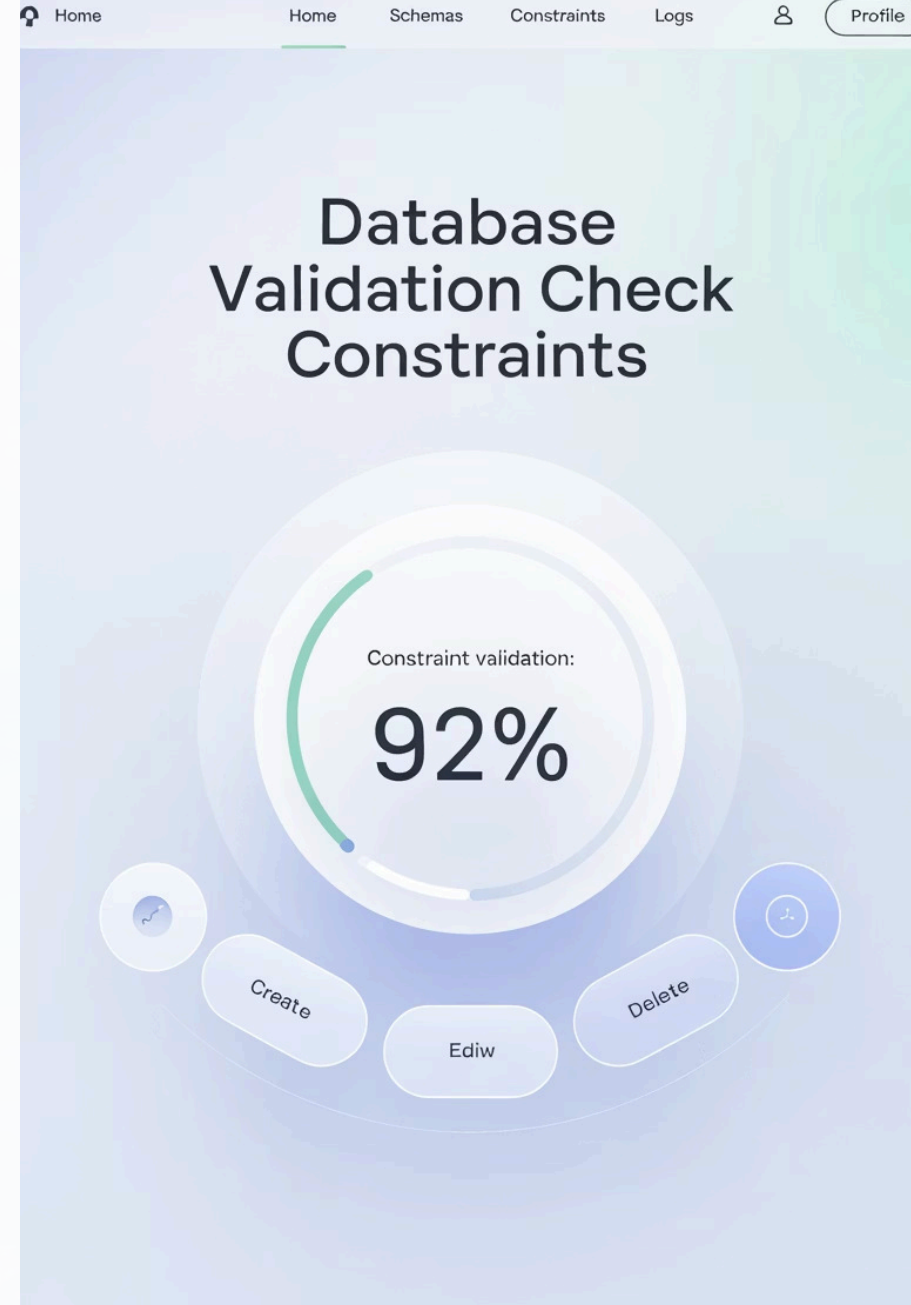 Home
Home Schemas Constraints Logs Profile
Database
Validation Check
Constraints
Constraint validation:
92%
Create
Ediw
Delete